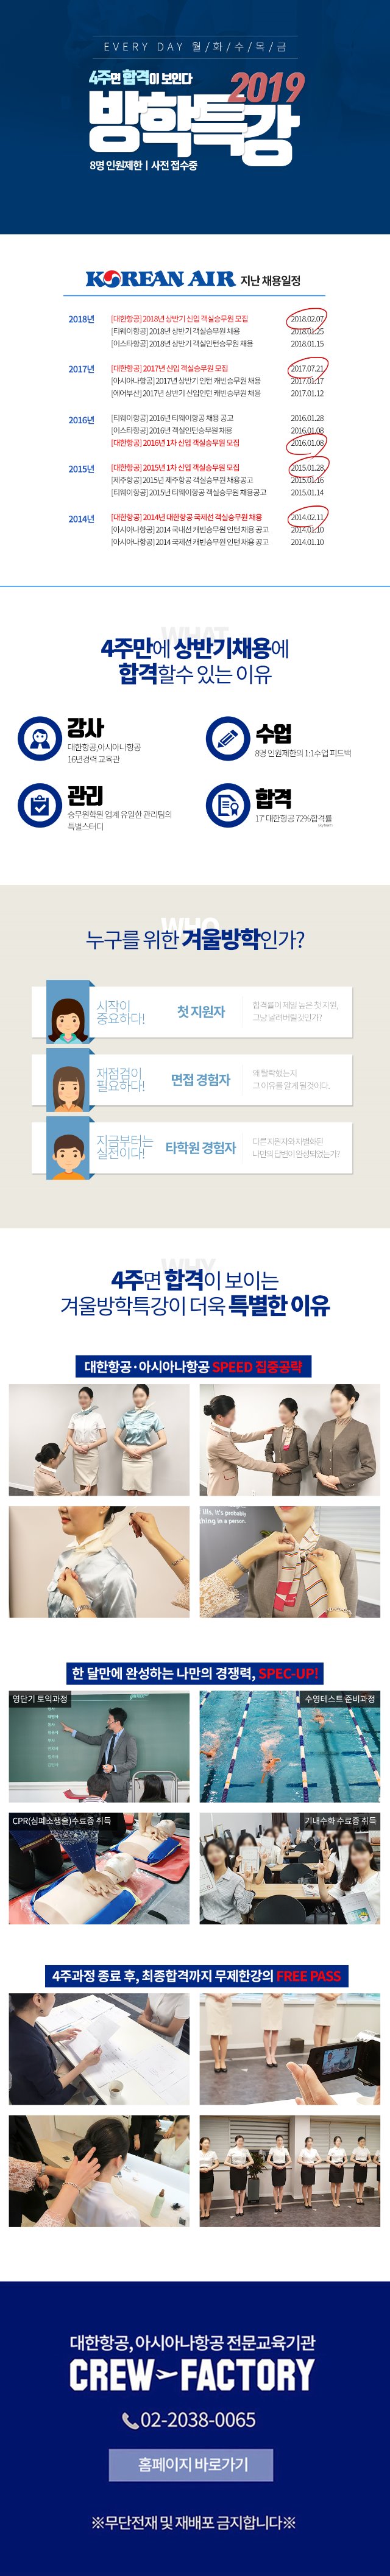 EVERY DAY 월/화/수/목/금
4주면 합격이 보인다
2019
방학특강
8명 인원제한 | 사전 접수중
KOREAN AIR 지난 채용일정
2018년
[대한항공] 2018년 상반기 신입 객실승무원 모집 2018.02.07
[티웨이항공] 2018년 상반기 객실승무원 채용 2018.01.25
[이스타항공] 2018년 상반기 객실인턴승무원 채용 2018.01.15
2017년
[대한항공] 2017년 신입 객실승무원 모집 2017.07.21
[아시아나항공] 2017년 상반기 인턴 캐빈승무원 채용 2017.01.17
[에어부산] 2017년 상반기 신입인턴 캐빈승무원 채용 2017.01.12
2016년
[티웨이항공] 2016년 티웨이항공 채용 공고 2016.01.28
[이스타항공] 2016년 객실인턴승무원 채용 2016.01.08
[대한항공] 2016년 1차 신입 객실승무원 모집 2016.01.08
2015년
[대한항공] 2015년 1차 신입 객실승무원 모집 2015.01.28
[제주항공] 2015년 제주항공 객실승무원 채용공고 2015.01.16
[티웨이항공] 2015년 티웨이항공 객실승무원 채용공고 2015.01.14
2014년
[대한항공] 2014년 대한항공 국제선 객실승무원 채용 2014.02.11
[아시아나항공] 2014 국내선 캐빈승무원 인턴 채용 공고 2014.01.10
[아시아나항공] 2014 국제선 캐빈승무원 인턴 채용 공고 2014.01.10
WHAT
4주만에 상반기채용에
합격할수 있는 이유
강사
대한항공,아시아나항공
16년경력 교육관
수업
8명 인원제한의 1:1수업 피드백
관리
승무원학원 업계 유일한 관리팀의
특별스터디
합격
17' 대한항공 72%합격률
WHO
누구를 위한 겨울방학인가?
시작이
중요하다!
첫 지원자
합격률이 제일 높은 첫 지원,
그냥 날려버릴것인가?
재점검이
필요하다!
면접 경험자
왜 탈락했는지
그 이유를 알게 될것이다.
지금부터는
실전이다!
타학원 경험자
다른 지원자와 차별화된
나만의 답변이 완성되었는가?
WHY
4주면 합격이 보이는
겨울방학특강이 더욱 특별한 이유
대한항공·아시아나항공 SPEED 집중공략
ills, it's probably
ching in a person.
한 달만에 완성하는 나만의 경쟁력, SPEC-UP!
영단기 토익과정
수영테스트 준비과정
CPR(심폐소생술)수료증 취득
기내수화 수료증 취득
4주과정 종료 후, 최종합격까지 무제한강의 FREE PASS
대한항공, 아시아나항공 전문교육기관
CREW FACTORY
02-2038-0065
홈페이지 바로가기
※무단전재 및 재배포 금지합니다※